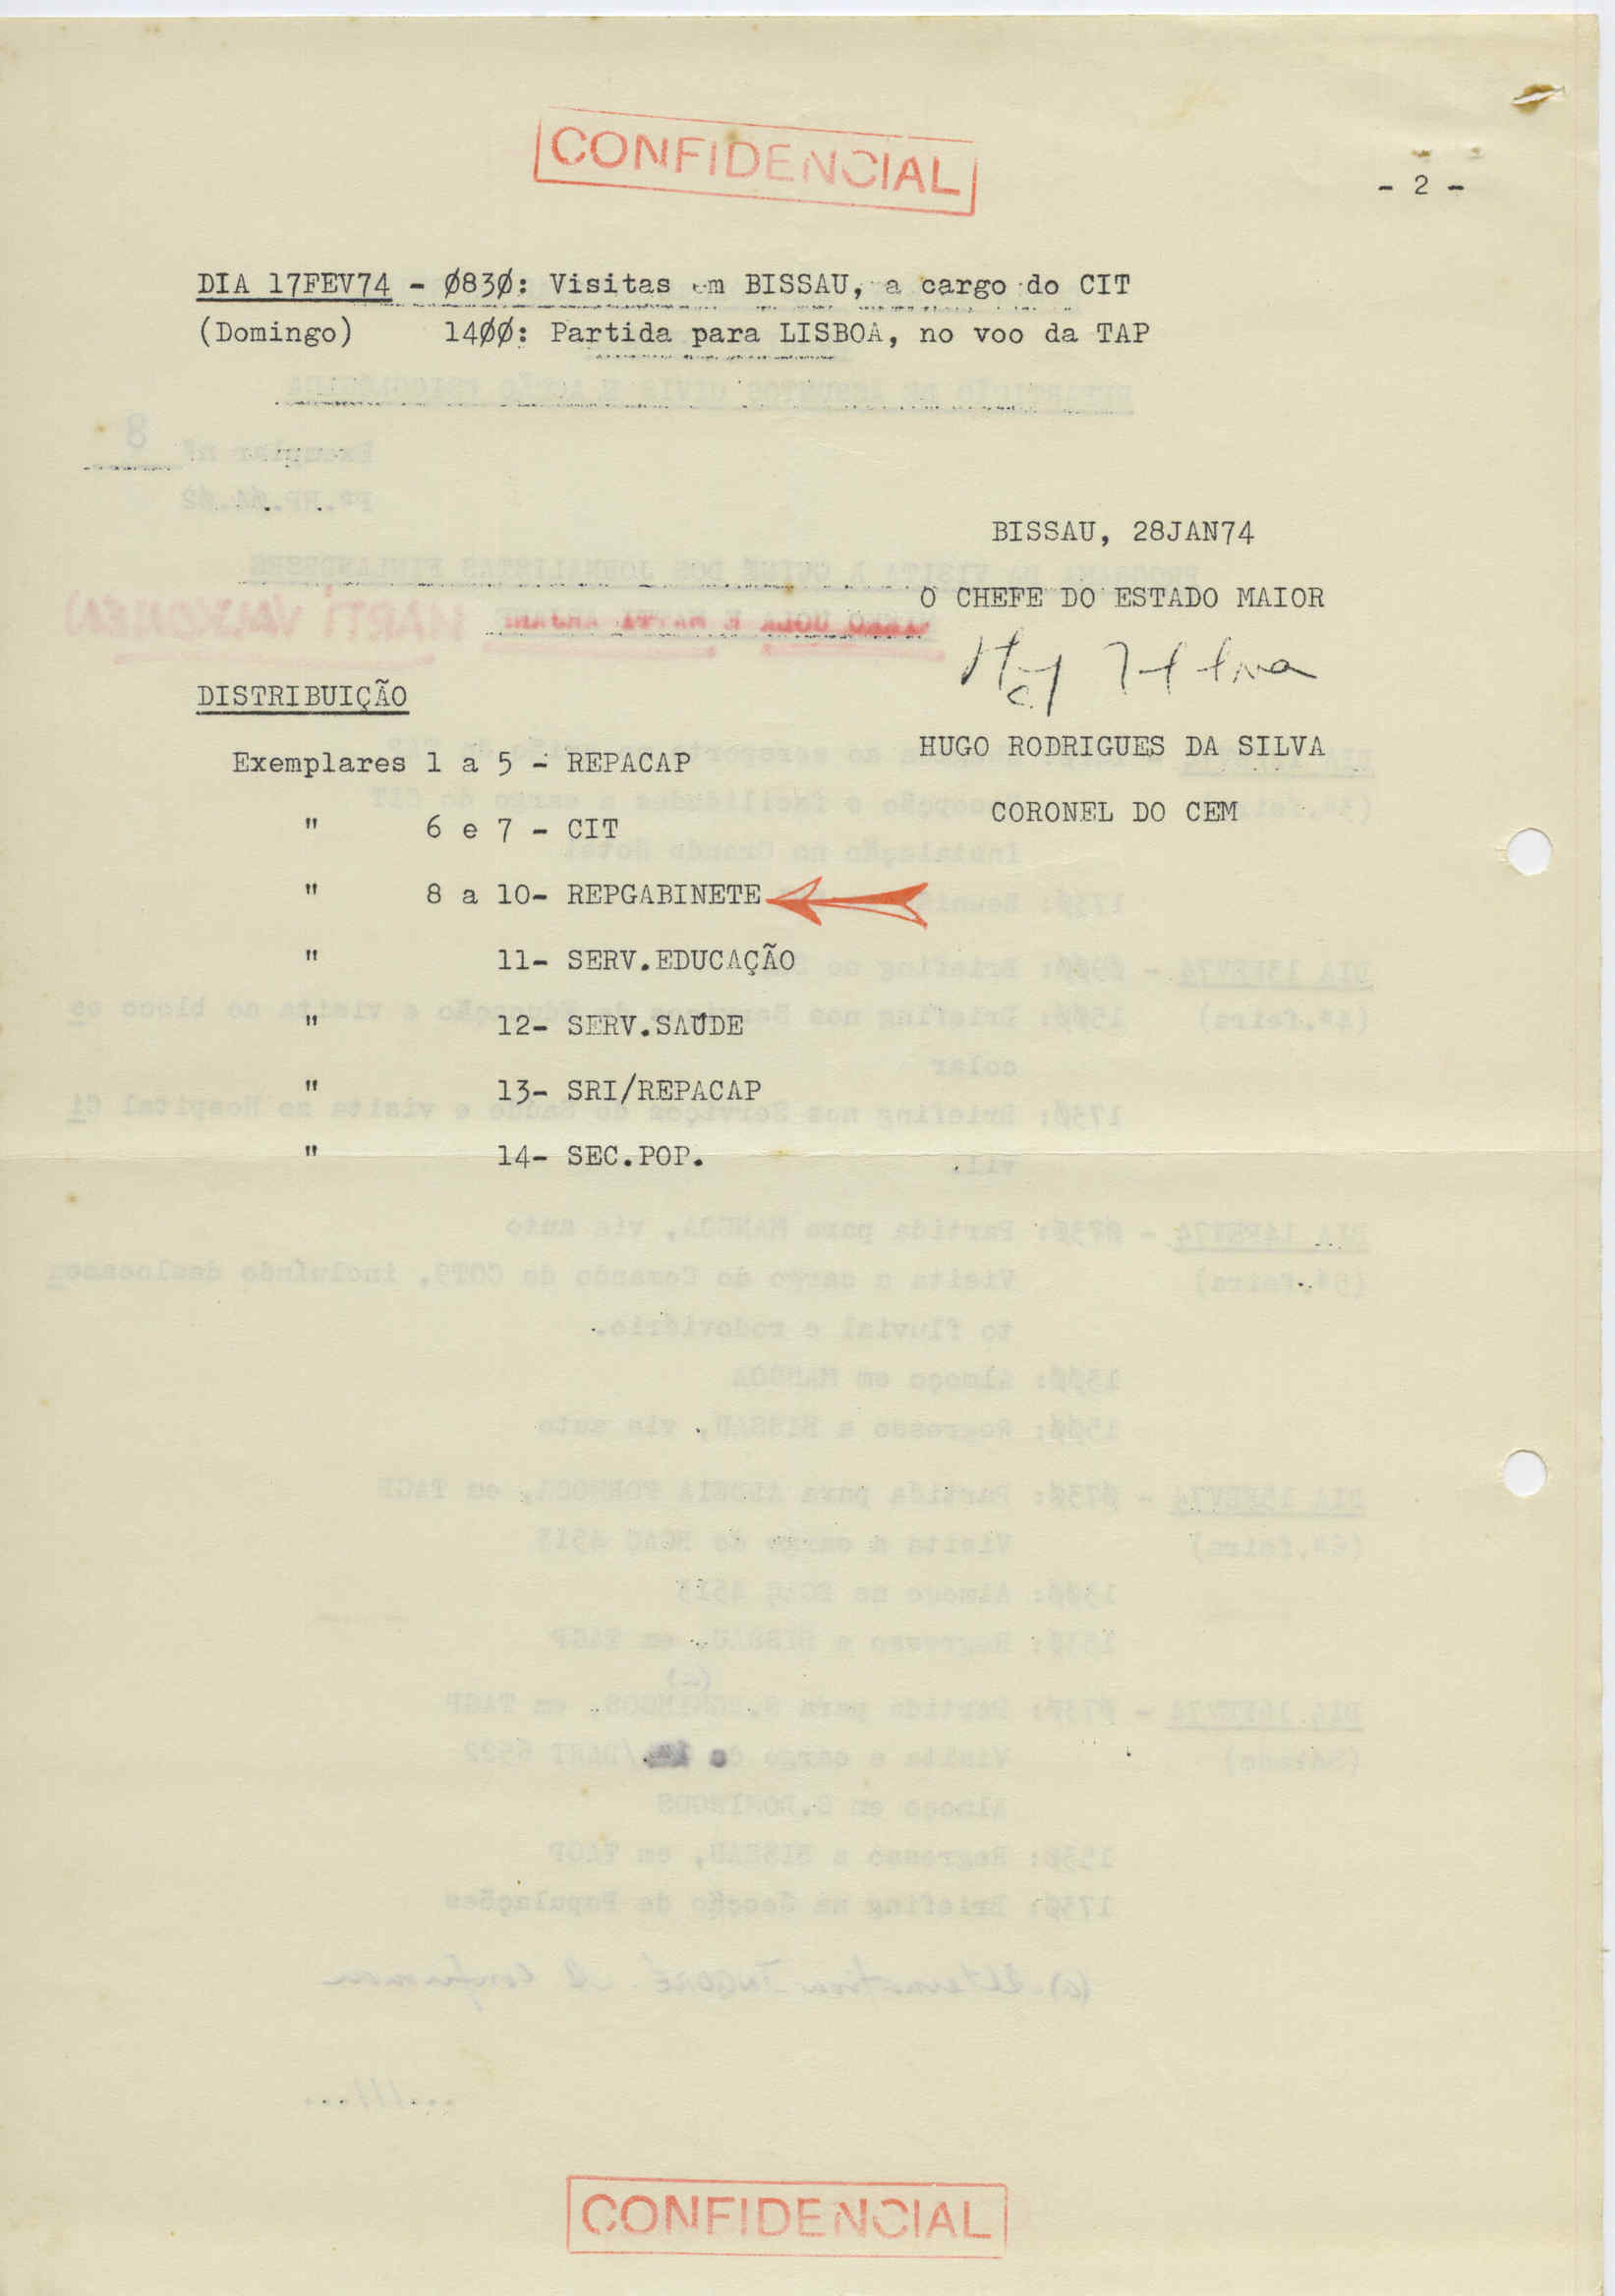 CONFIDENCIAL
- 2 -
DIA 17FEV74 - Ø83Ø: Visitas em BISSAU, a cargo do CIT
(Domingo) 14ØØ: Partida para LISBOA, no voo da TAP
BISSAU, 28JAN74
O CHEFE DO ESTADO MAIOR
HUGO RODRIGUES DA SILVA
CORONEL DO CEM
DISTRIBUIÇÃO
Exemplares 1 a 5 - REPACAP
" 6 e 7 - CIT
" 8 a 10- REPGABINETE
" 11- SERV.EDUCAÇÃO
" 12- SERV.SAÚDE
" 13- SRI/REPACAP
" 14- SEC.POP.
CONFIDENCIAL